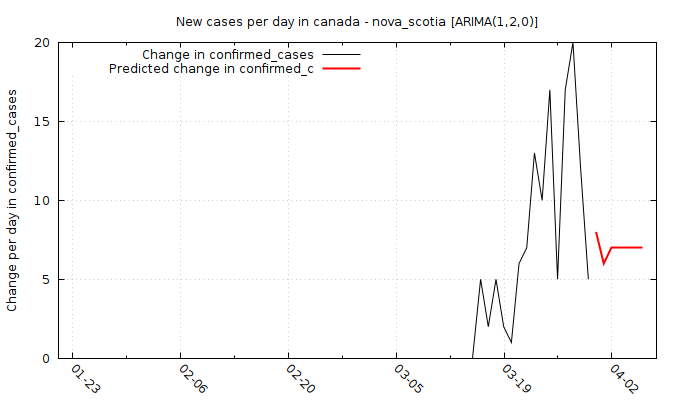 New cases per day in canada - nova_scotia [ARIMA(1,2,0)]
Change in confirmed_cases
Predicted change in confirmed_c
Change per day in confirmed_cases
20
15
10
5
0
01-23
02-06
02-20
03-05
03-19
04-02